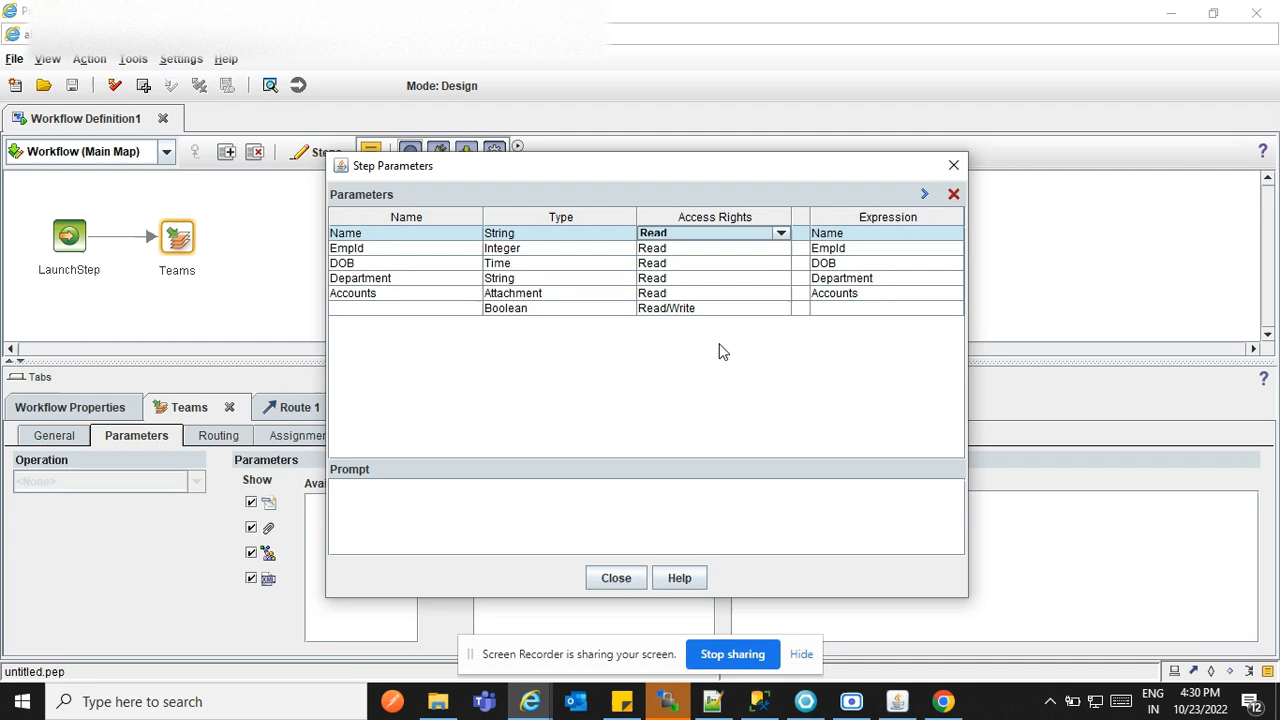 File View Action Tools Settings Help
Mode: Design
Workflow Definition1
Workflow (Main Map)
Step Parameters
Parameters
Name Type Access Rights Expression
Name String Read Name
EmpId Integer Read EmpId
DOB Time Read DOB
Department String Read Department
Accounts Attachment Read Accounts
Boolean Read/Write
LaunchStep Teams
Tabs
Workflow Properties Teams Route 1
General Parameters Routing Assignmen
Operation Parameters
<None> Show Ava
Prompt
Close Help
Screen Recorder is sharing your screen. Stop sharing Hide
untitled.pep
Type here to search
ENG 4:30 PM
IN 10/23/2022 12